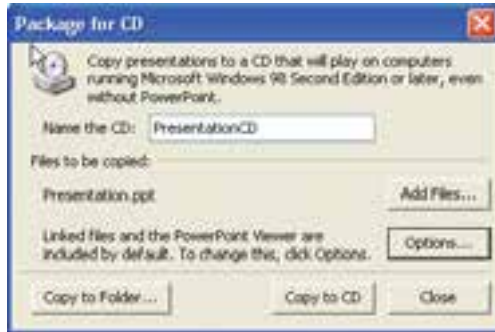 Package for CD
Copy presentations to a CD that will play on computers
running Microsoft Windows 98 Second Edition or later, even
without PowerPoint.
Name the CD: PresentationCD
Files to be copied:
Presentation.ppt Add Files...
Linked files and the PowerPoint Viewer are
included by default. To change this, click Options. Options...
Copy to Folder... Copy to CD Close